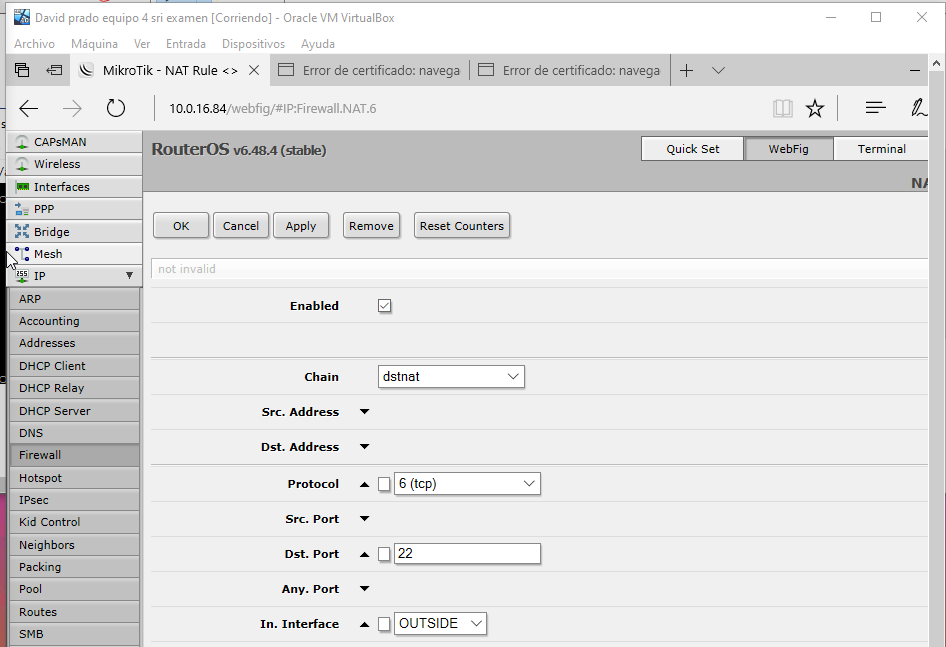 David prado equipo 4 sri examen [Corriendo] - Oracle VM VirtualBox
Archivo Máquina Ver Entrada Dispositivos Ayuda
MikroTik - NAT Rule <> Error de certificado: navega Error de certificado: navega
10.0.16.84/webfig/#IP:Firewall.NAT.6
CAPsMAN
Wireless
Interfaces
PPP
Bridge
Mesh
IP
ARP
Accounting
Addresses
DHCP Client
DHCP Relay
DHCP Server
DNS
Firewall
Hotspot
IPsec
Kid Control
Neighbors
Packing
Pool
Routes
SMB
RouterOS v6.48.4 (stable)
Quick Set WebFig Terminal
NA
OK Cancel Apply Remove Reset Counters
not invalid
Enabled
Chain dstnat
Src. Address
Dst. Address
Protocol 6 (tcp)
Src. Port
Dst. Port 22
Any. Port
In. Interface OUTSIDE